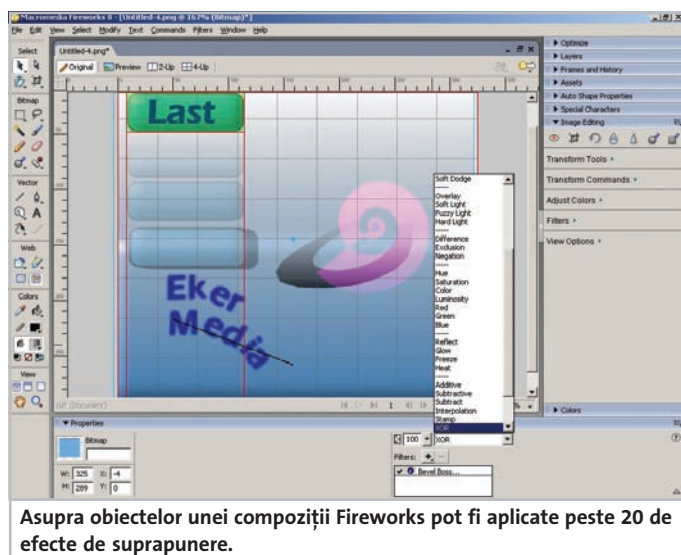 Macromedia Fireworks 8 - [Untitled-4.png @ 167% (Bitmap)*]
File Edit View Select Modify Text Commands Filters Window Help
Select
Bitmap
Vector
Web
Colors
View
Untitled-4.png*
Original Preview 2-Up 4-Up
Last
Eker
Media
Soft Dodge
Overlay
Soft Light
Fuzzy Light
Hard Light
Difference
Exclusion
Negation
Hue
Saturation
Color
Luminosity
Red
Green
Blue
Reflect
Glow
Freeze
Heat
Additive
Subtractive
Subtract
Interpolation
Stamp
XOR
Optimize
Layers
Frames and History
Assets
Auto Shape Properties
Special Characters
Image Editing
Transform Tools
Transform Commands
Adjust Colors
Filters
View Options
Colors
GIF (Document)
1
Properties
Bitmap
W: 325 X: -4
H: 289 Y: 0
100 XOR
Filters:
Bevel Boss...
Asupra obiectelor unei compoziții Fireworks pot fi aplicate peste 20 de
efecte de suprapunere.